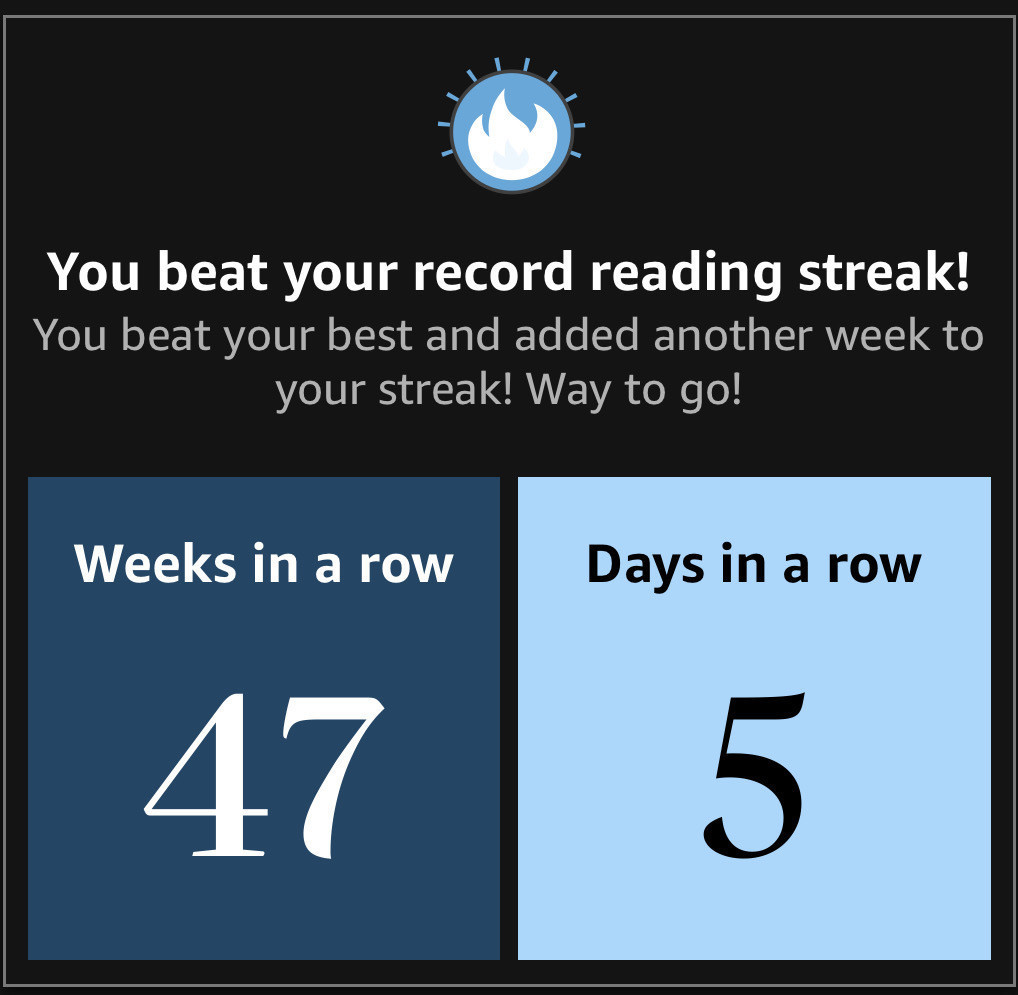 You beat your record reading streak!
You beat your best and added another week to
your streak! Way to go!
Weeks in a row
47
Days in a row
5